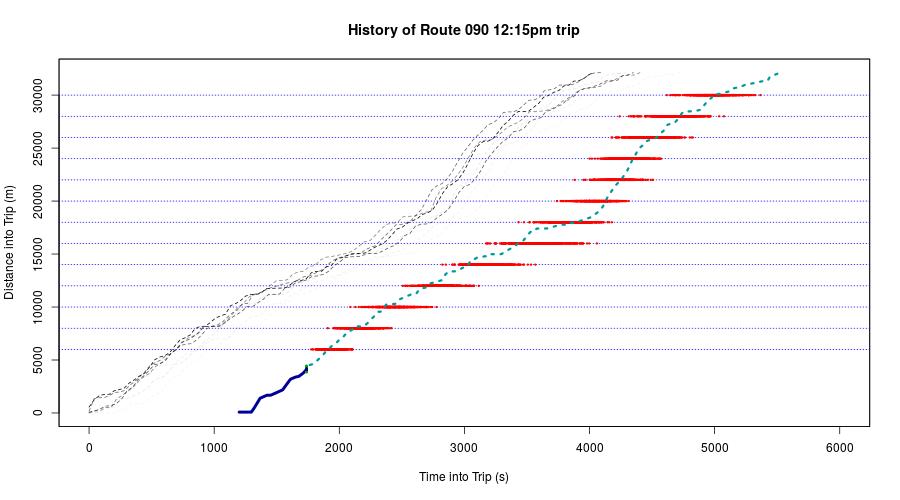 History of Route 090 12:15pm trip
Distance into Trip (m)
30000
25000
20000
15000
10000
5000
0
0 1000 2000 3000 4000 5000 6000
Time into Trip (s)